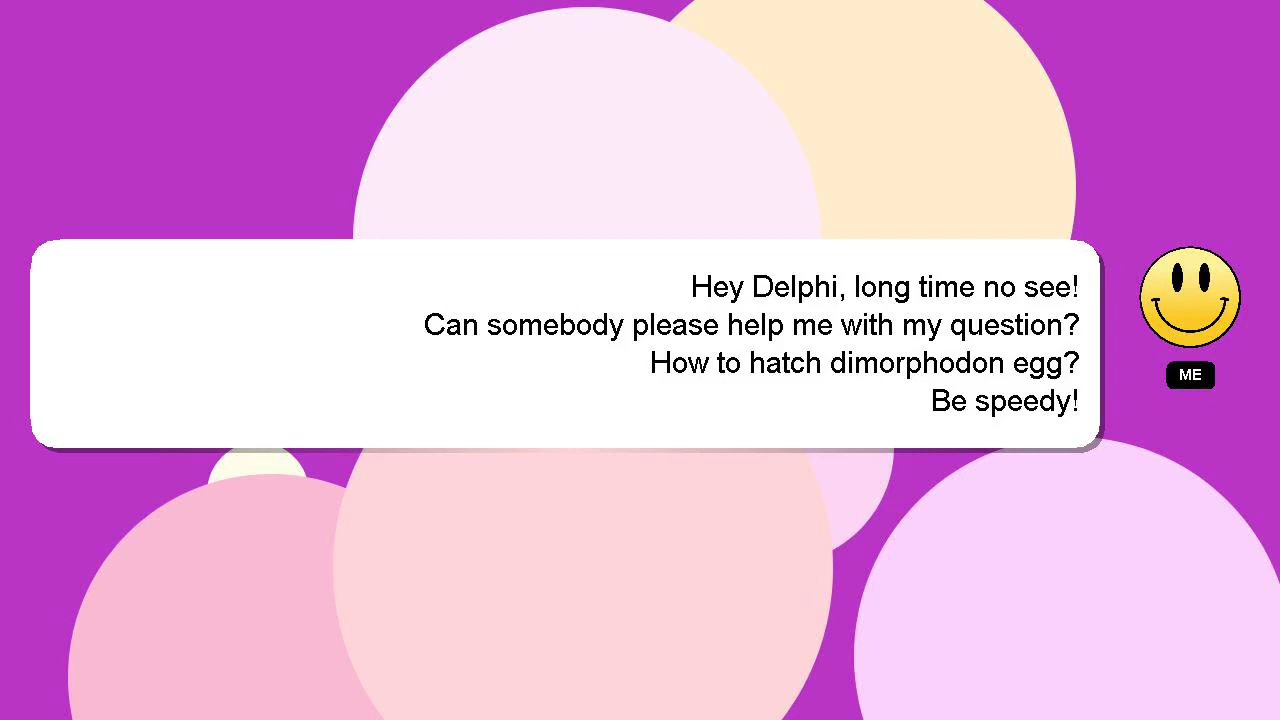 Hey Delphi, long time no see!
Can somebody please help me with my question?
How to hatch dimorphodon egg?
Be speedy!
ME